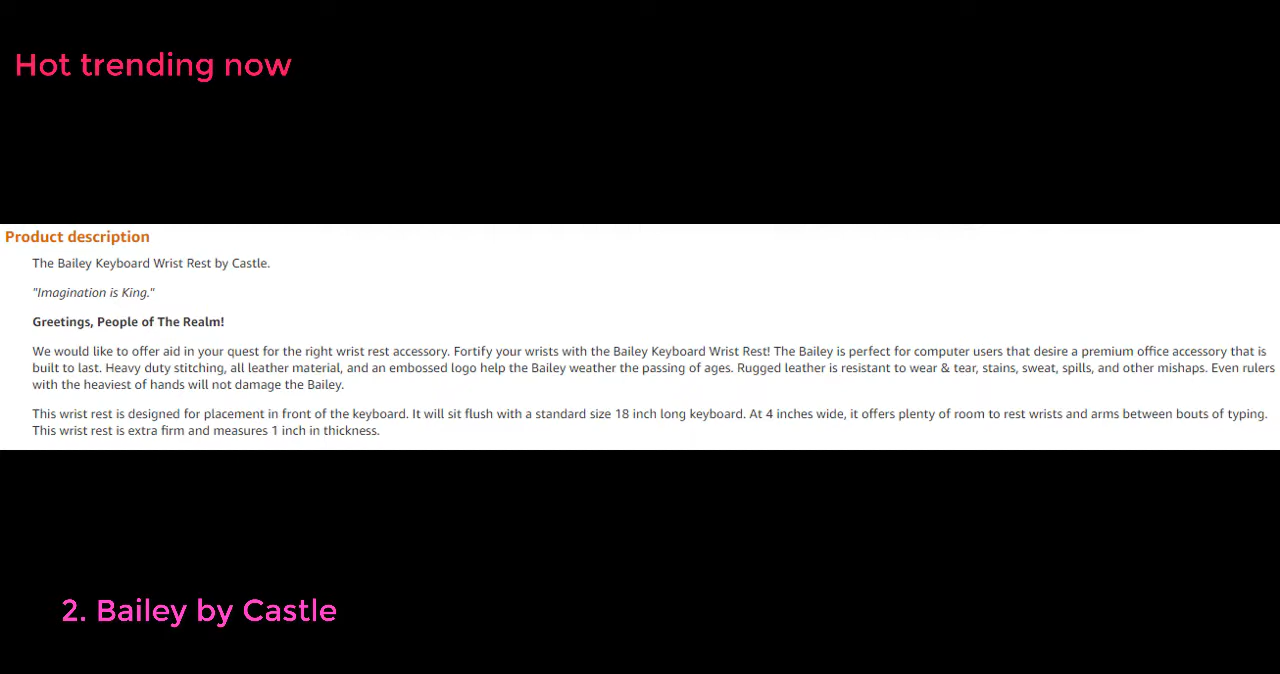 Hot trending now
Product description
The Bailey Keyboard Wrist Rest by Castle.
"Imagination is King."
Greetings, People of The Realm!
We would like to offer aid in your quest for the right wrist rest accessory. Fortify your wrists with the Bailey Keyboard Wrist Rest! The Bailey is perfect for computer users that desire a premium office accessory that is
built to last. Heavy duty stitching, all leather material, and an embossed logo help the Bailey weather the passing of ages. Rugged leather is resistant to wear & tear, stains, sweat, spills, and other mishaps. Even rulers
with the heaviest of hands will not damage the Bailey.
This wrist rest is designed for placement in front of the keyboard. It will sit flush with a standard size 18 inch long keyboard. At 4 inches wide, it offers plenty of room to rest wrists and arms between bouts of typing.
This wrist rest is extra firm and measures 1 inch in thickness.
2. Bailey by Castle